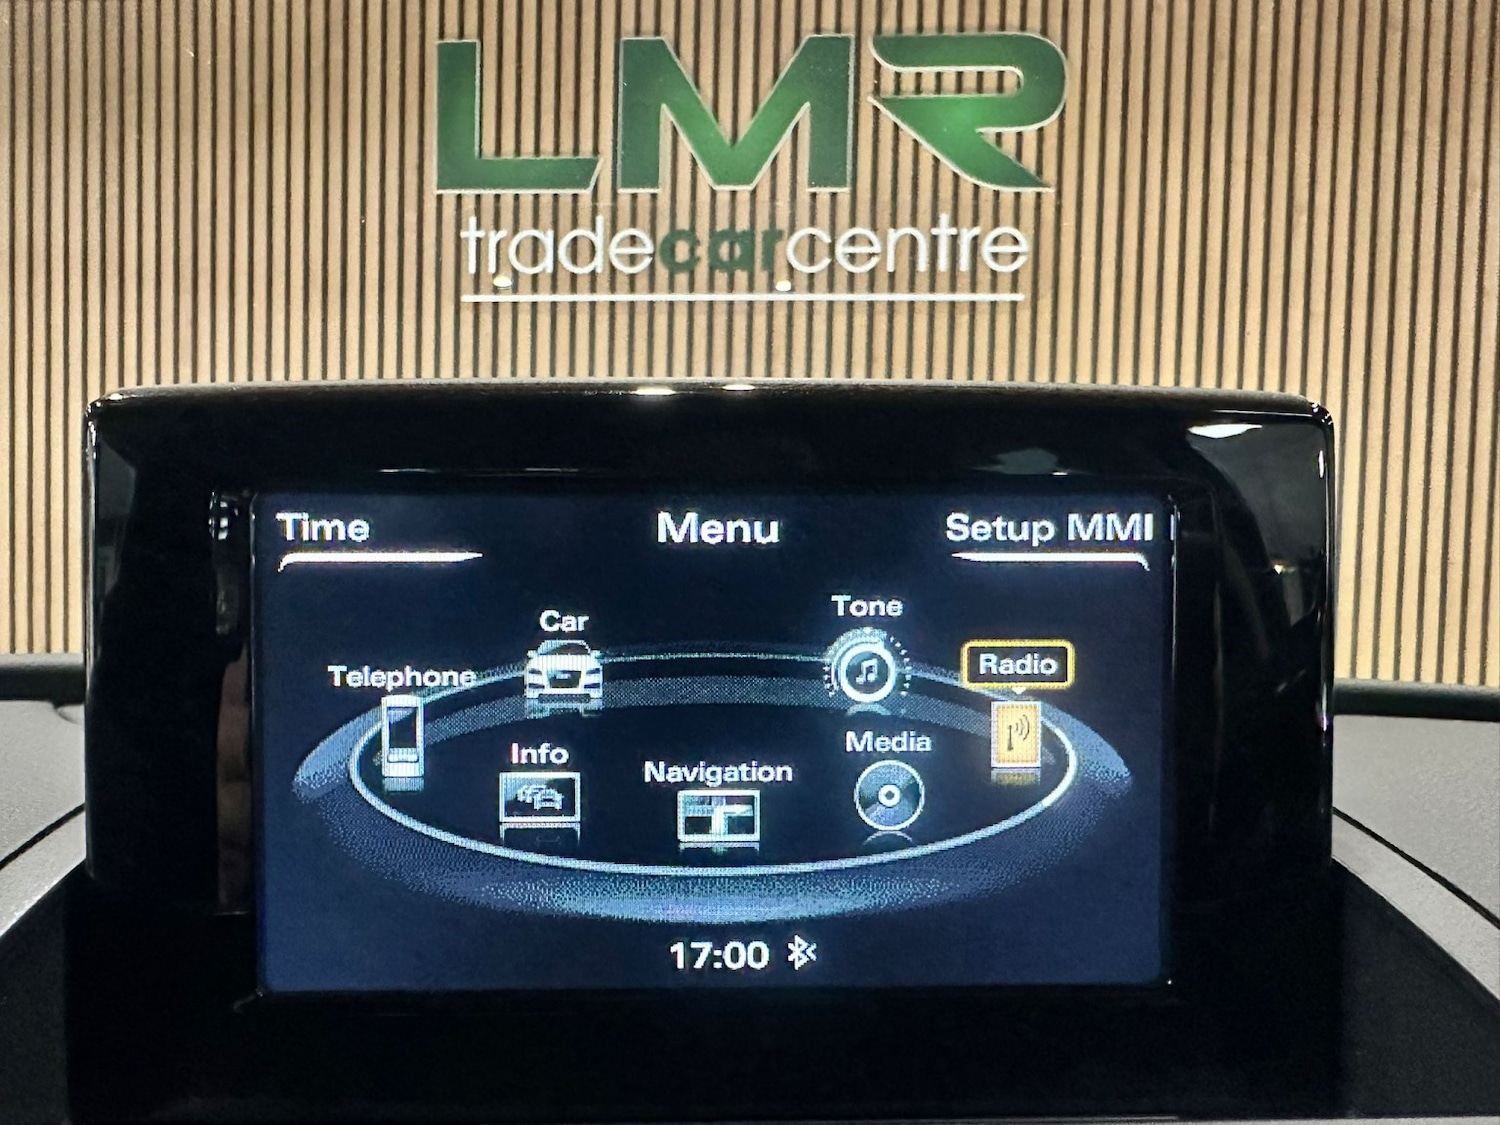 LMR
tradecarcentre
Time Menu Setup MMI
Tone
Car
Radio
Telephone
Media
Info
Navigation
17:00